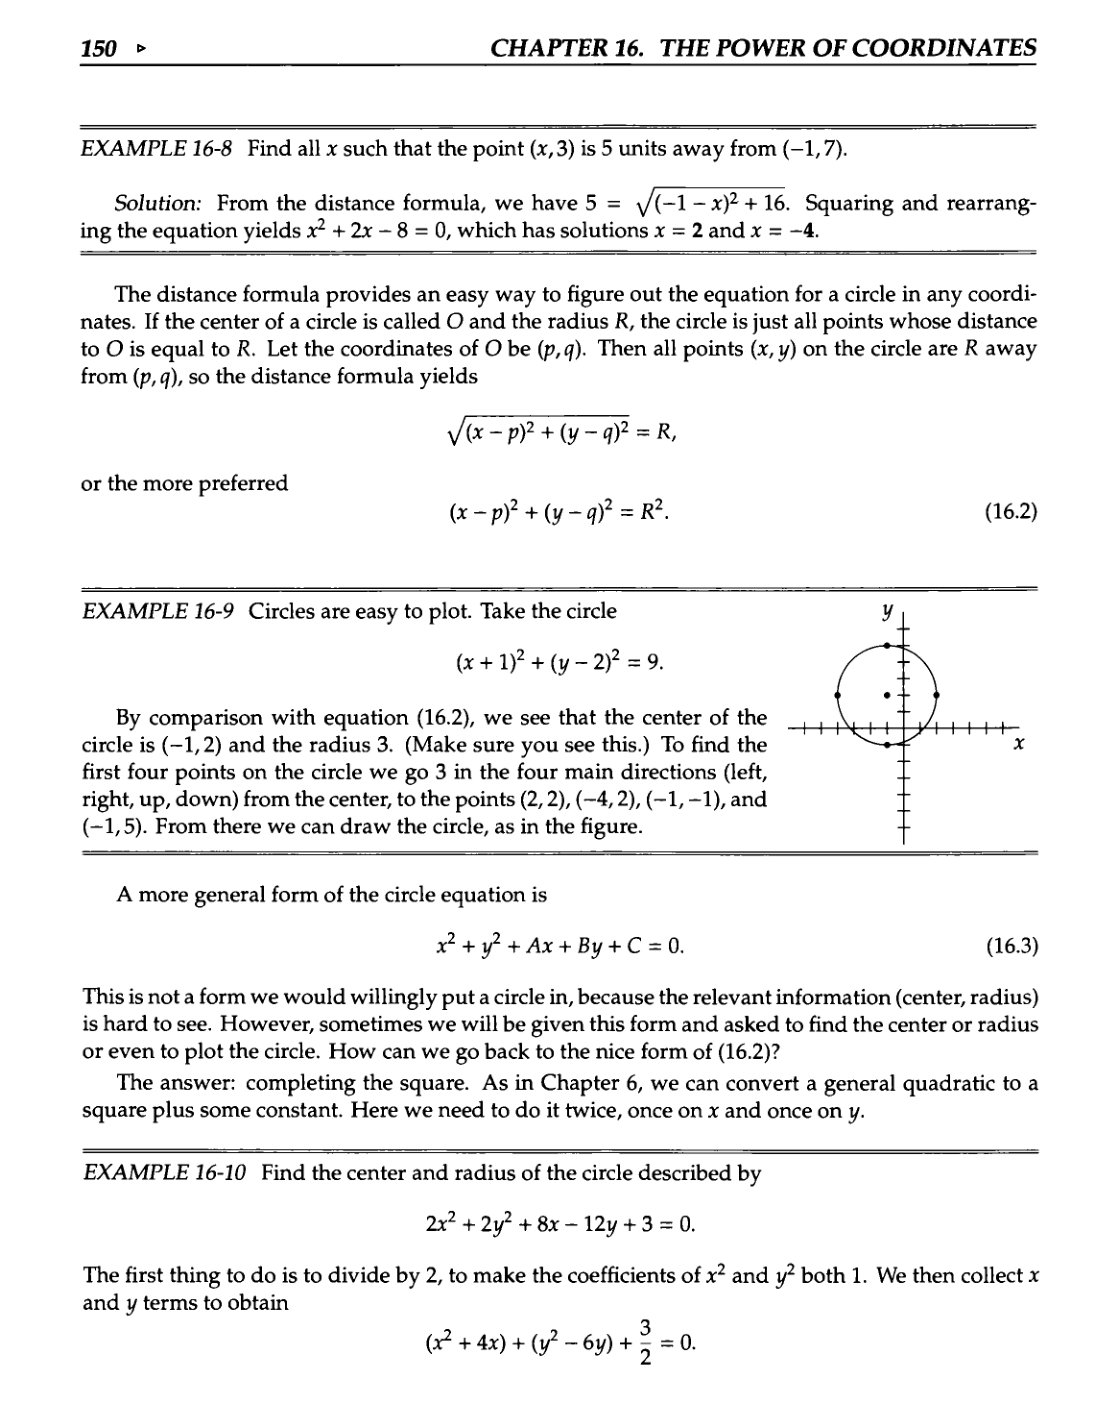 150 ▹ CHAPTER 16. THE POWER OF COORDINATES
EXAMPLE 16-8 Find all x such that the point (x, 3) is 5 units away from (−1, 7).
Solution: From the distance formula, we have 5 = √((−1 − x)² + 16). Squaring and rearrang-
ing the equation yields x² + 2x − 8 = 0, which has solutions x = 2 and x = −4.
The distance formula provides an easy way to figure out the equation for a circle in any coordi-
nates. If the center of a circle is called O and the radius R, the circle is just all points whose distance
to O is equal to R. Let the coordinates of O be (p, q). Then all points (x, y) on the circle are R away
from (p, q), so the distance formula yields
√((x − p)² + (y − q)²) = R,
or the more preferred
(x − p)² + (y − q)² = R². (16.2)
EXAMPLE 16-9 Circles are easy to plot. Take the circle
(x + 1)² + (y − 2)² = 9.
By comparison with equation (16.2), we see that the center of the
circle is (−1, 2) and the radius 3. (Make sure you see this.) To find the
first four points on the circle we go 3 in the four main directions (left,
right, up, down) from the center, to the points (2, 2), (−4, 2), (−1, −1), and
(−1, 5). From there we can draw the circle, as in the figure.
y
x
A more general form of the circle equation is
x² + y² + Ax + By + C = 0. (16.3)
This is not a form we would willingly put a circle in, because the relevant information (center, radius)
is hard to see. However, sometimes we will be given this form and asked to find the center or radius
or even to plot the circle. How can we go back to the nice form of (16.2)?
The answer: completing the square. As in Chapter 6, we can convert a general quadratic to a
square plus some constant. Here we need to do it twice, once on x and once on y.
EXAMPLE 16-10 Find the center and radius of the circle described by
2x² + 2y² + 8x − 12y + 3 = 0.
The first thing to do is to divide by 2, to make the coefficients of x² and y² both 1. We then collect x
and y terms to obtain
(x² + 4x) + (y² − 6y) + 3/2 = 0.